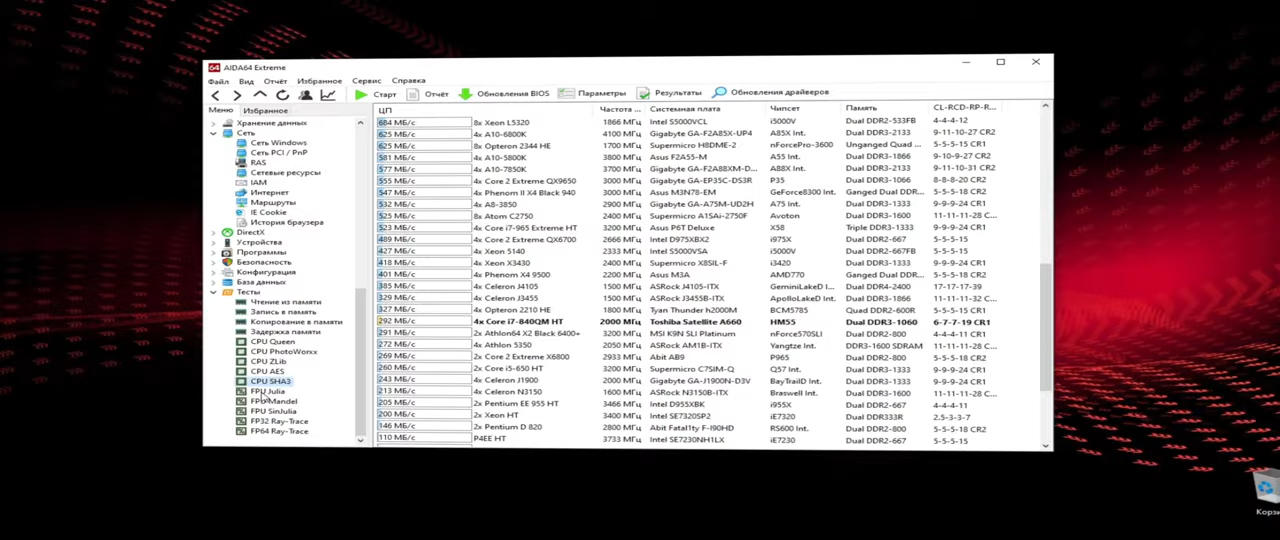 AIDA64 Extreme
Файл Вид Отчёт Избранное Сервис Справка
Старт Отчёт Обновления BIOS Параметры Результаты Обновления драйверов
Меню Избранное
Хранение данных
Сеть
Сеть Windows
Сеть PCI / PnP
RAS
Сетевые ресурсы
IAM
Интернет
Маршруты
IE Cookie
История браузера
DirectX
Устройства
Программы
Безопасность
Конфигурация
База данных
Тесты
Чтение из памяти
Запись в память
Копирование в памяти
Задержка памяти
CPU Queen
CPU PhotoWorxx
CPU ZLib
CPU AES
CPU SHA3
FPU Julia
FPU Mandel
FPU SinJulia
FP32 Ray-Trace
FP64 Ray-Trace
ЦП Частота ... Системная плата Чипсет Память CL-RCD-RP-R...
684 МБ/с 8x Xeon L5320 1866 МГц Intel S5000VCL i5000V Dual DDR2-533FB 4-4-4-12
625 МБ/с 4x A10-6800K 4100 МГц Gigabyte GA-F2A85X-UP4 A85X Int. Dual DDR3-2133 9-11-10-27 CR2
625 МБ/с 8x Opteron 2344 HE 1700 МГц Supermicro H8DME-2 nForcePro-3600 Unganged Quad ... 5-5-5-15 CR1
581 МБ/с 4x A10-5800K 3800 МГц Asus F2A55-M A55 Int. Dual DDR3-1866 9-10-9-27 CR2
577 МБ/с 4x A10-7850K 3700 МГц Gigabyte GA-F2A88XM-D... A88X Int. Dual DDR3-2133 9-11-10-31 CR2
555 МБ/с 4x Core 2 Extreme QX9650 3000 МГц Gigabyte GA-EP35C-DS3R P35 Dual DDR3-1066 8-8-8-20 CR2
547 МБ/с 4x Phenom II X4 Black 940 3000 МГц Asus M3N78-EM GeForce8300 Int. Ganged Dual DDR... 5-5-5-18 CR2
532 МБ/с 4x A8-3850 2900 МГц Gigabyte GA-A75M-UD2H A75 Int. Dual DDR3-1333 9-9-9-24 CR1
525 МБ/с 8x Atom C2750 2400 МГц Supermicro A1SAi-2750F Avoton Dual DDR3-1600 11-11-11-28 C...
523 МБ/с 4x Core i7-965 Extreme HT 3200 МГц Asus P6T Deluxe X58 Triple DDR3-1333 9-9-9-24 CR1
489 МБ/с 4x Core 2 Extreme QX6700 2666 МГц Intel D975XBX2 i975X Dual DDR2-667 5-5-5-15
427 МБ/с 4x Xeon 5140 2333 МГц Intel S5000VSA i5000V Dual DDR2-667FB 5-5-5-15
418 МБ/с 4x Xeon X3430 2400 МГц Supermicro X8SIL-F i3420 Dual DDR3-1333 9-9-9-24 CR1
401 МБ/с 4x Phenom X4 9500 2200 МГц Asus M3A AMD770 Ganged Dual DDR... 5-5-5-18 CR2
385 МБ/с 4x Celeron J4105 1500 МГц ASRock J4105-ITX GeminiLakeD I... Dual DDR4-2400 17-17-17-39
329 МБ/с 4x Celeron J3455 1500 МГц ASRock J3455B-ITX ApolloLakeD Int. Dual DDR3-1866 11-11-11-32 C...
327 МБ/с 4x Opteron 2210 HE 1800 МГц Tyan Thunder h2000M BCM5785 Quad DDR2-600R 5-5-5-15 CR1
292 МБ/с 4x Core i7-840QM HT 2000 МГц Toshiba Satellite A660 HM55 Dual DDR3-1060 6-7-7-19 CR1
291 МБ/с 2x Athlon64 X2 Black 6400+ 3200 МГц MSI K9N SLI Platinum nForce570SLI Dual DDR2-800 4-4-4-11 CR1
272 МБ/с 4x Athlon 5350 2050 МГц ASRock AM1B-ITX Yangtze Int. DDR3-1600 SDRAM 11-11-11-28 C...
269 МБ/с 2x Core 2 Extreme X6800 2933 МГц Abit AB9 P965 Dual DDR2-800 5-5-5-18 CR2
260 МБ/с 2x Core i5-650 HT 3200 МГц Supermicro C7SIM-Q Q57 Int. Dual DDR3-1333 9-9-9-24 CR1
243 МБ/с 4x Celeron J1900 2000 МГц Gigabyte GA-J1900N-D3V BayTrailD Int. Dual DDR3-1333 9-9-9-24 CR1
213 МБ/с 4x Celeron N3150 1600 МГц ASRock N3150B-ITX Braswell Int. Dual DDR3-1600 11-11-11-28 C...
205 МБ/с 2x Pentium EE 955 HT 3466 МГц Intel D955XBK i955X Dual DDR2-667 4-4-4-11
200 МБ/с 2x Xeon HT 3400 МГц Intel SE7320SP2 iE7320 Dual DDR333R 2.5-3-3-7
146 МБ/с 2x Pentium D 820 2800 МГц Abit Fatal1ty F-I90HD RS600 Int. Dual DDR2-800 5-5-5-18 CR2
110 МБ/с P4EE HT 3733 МГц Intel SE7230NH1LX iE7230 Dual DDR2-667 5-5-5-15